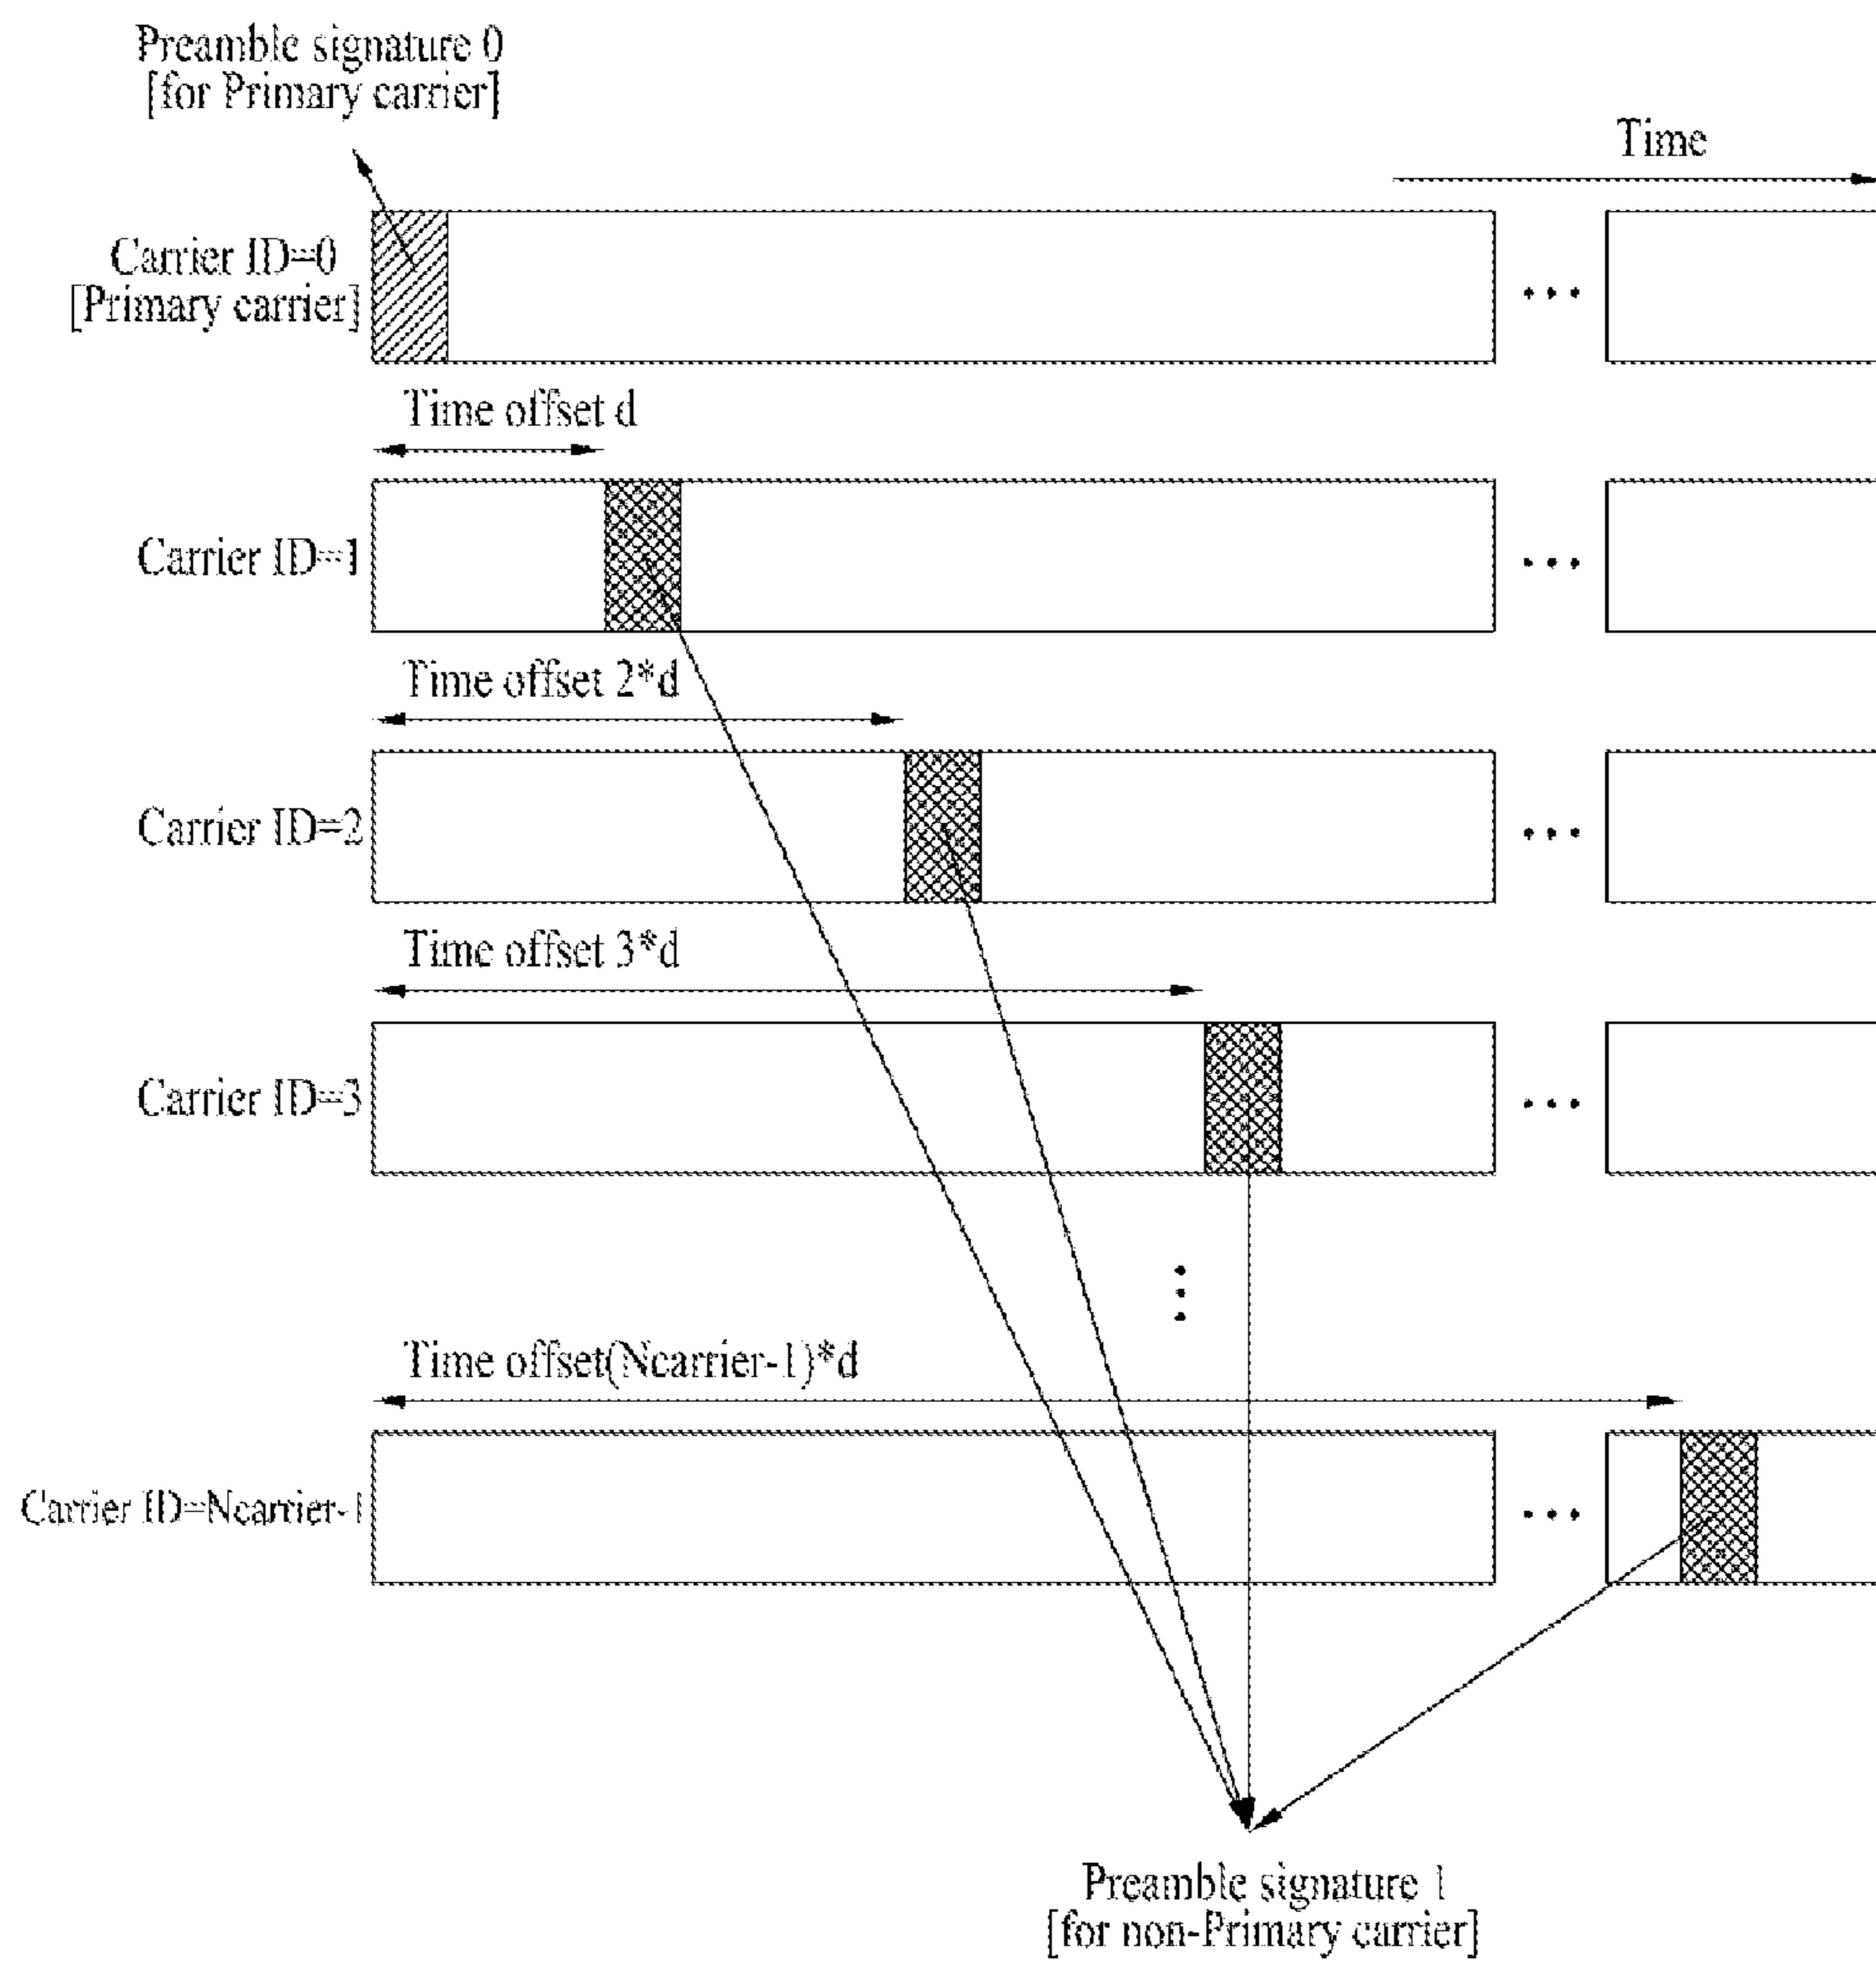 Preamble signature 0
[for Primary carrier]
Time
Carrier ID=0
[Primary carrier]
Time offset d
Carrier ID=1
Time offset 2*d
Carrier ID=2
Time offset 3*d
Carrier ID=3
Time offset(Ncarrier-1)*d
Carrier ID=Ncarrier-1
Preamble signature 1
[for non-Primary carrier]